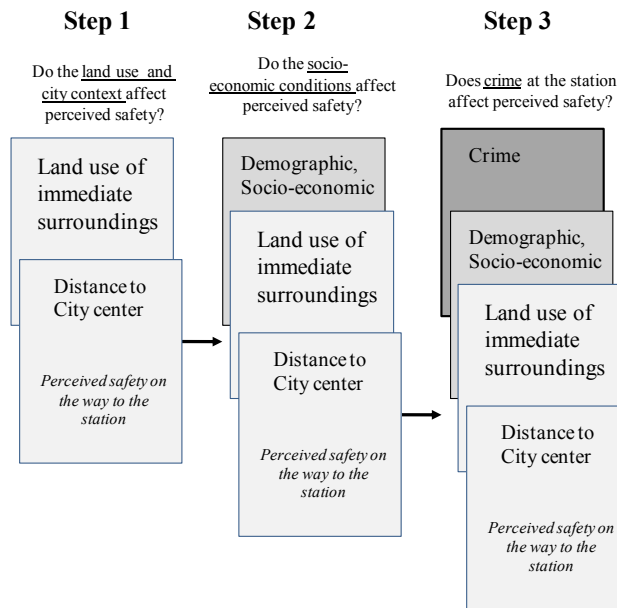 Step 1
Do the land use and
city context affect
perceived safety?
Land use of
immediate
surroundings
Distance to
City center
Perceived safety on
the way to the
station
Step 2
Do the socio-
economic conditions affect
perceived safety?
Demographic,
Socio-economic
Land use of
immediate
surroundings
Distance to
City center
Perceived safety on
the way to the
station
Step 3
Does crime at the station
affect perceived safety?
Crime
Demographic,
Socio-economic
Land use of
immediate
surroundings
Distance to
City center
Perceived safety on
the way to the
station